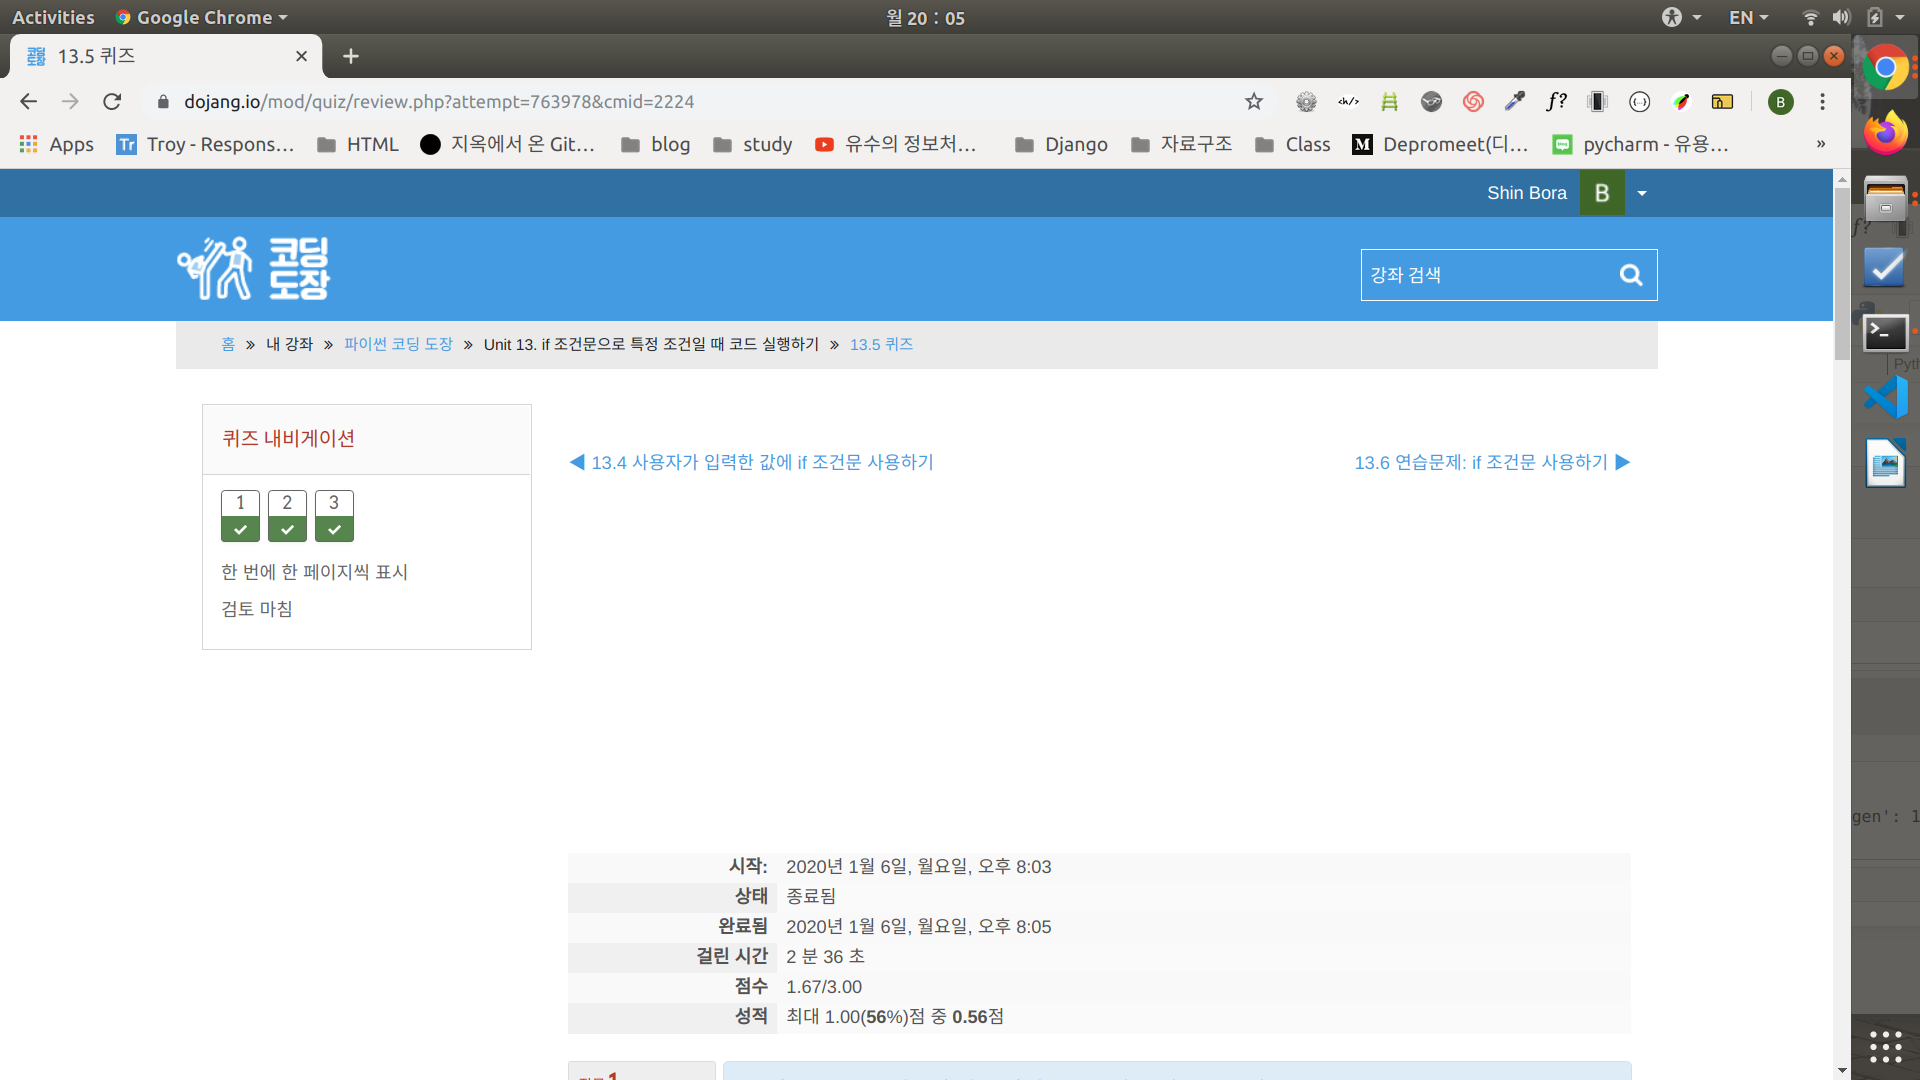 Activities Google Chrome 월 20 : 05 EN
13.5 퀴즈
dojang.io/mod/quiz/review.php?attempt=763978&cmid=2224
Apps Troy - Respons… HTML 지옥에서 온 Git… blog study 유수의 정보처… Django 자료구조 Class Depromeet(디… pycharm - 유용… »
Shin Bora B
코딩
도장
강좌 검색
홈 » 내 강좌 » 파이썬 코딩 도장 » Unit 13. if 조건문으로 특정 조건일 때 코드 실행하기 » 13.5 퀴즈
퀴즈 내비게이션
1 2 3
한 번에 한 페이지씩 표시
검토 마침
◀ 13.4 사용자가 입력한 값에 if 조건문 사용하기
13.6 연습문제: if 조건문 사용하기 ▶
시작: 2020년 1월 6일, 월요일, 오후 8:03
상태 종료됨
완료됨 2020년 1월 6일, 월요일, 오후 8:05
걸린 시간 2 분 36 초
점수 1.67/3.00
성적 최대 1.00(56%)점 중 0.56점
Pyth
gen': 1